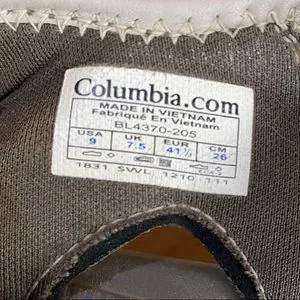 Columbia.com
MADE IN VIETNAM
Fabriqué En Vietnam
BL4370-205
USA UK EUR CM
9 7.5 41⅓ 26
1831 SWL 1210 111